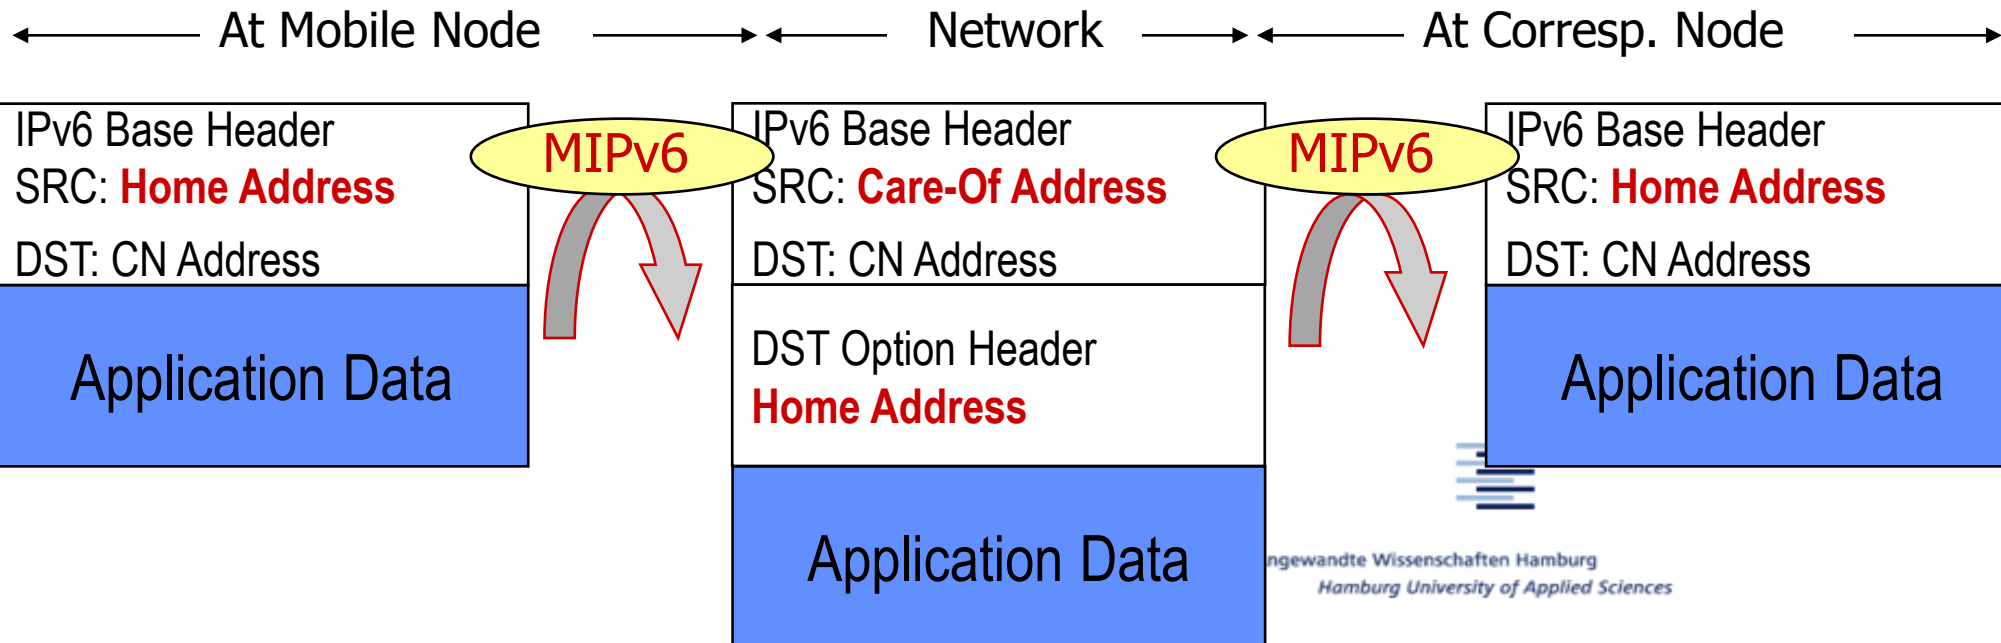 At Mobile Node
Network
At Corresp. Node
IPv6 Base Header
SRC: Home Address
DST: CN Address
Application Data
MIPv6
IPv6 Base Header
SRC: Care-Of Address
DST: CN Address
DST Option Header
Home Address
Application Data
MIPv6
IPv6 Base Header
SRC: Home Address
DST: CN Address
Application Data
ngewandte Wissenschaften Hamburg
Hamburg University of Applied Sciences